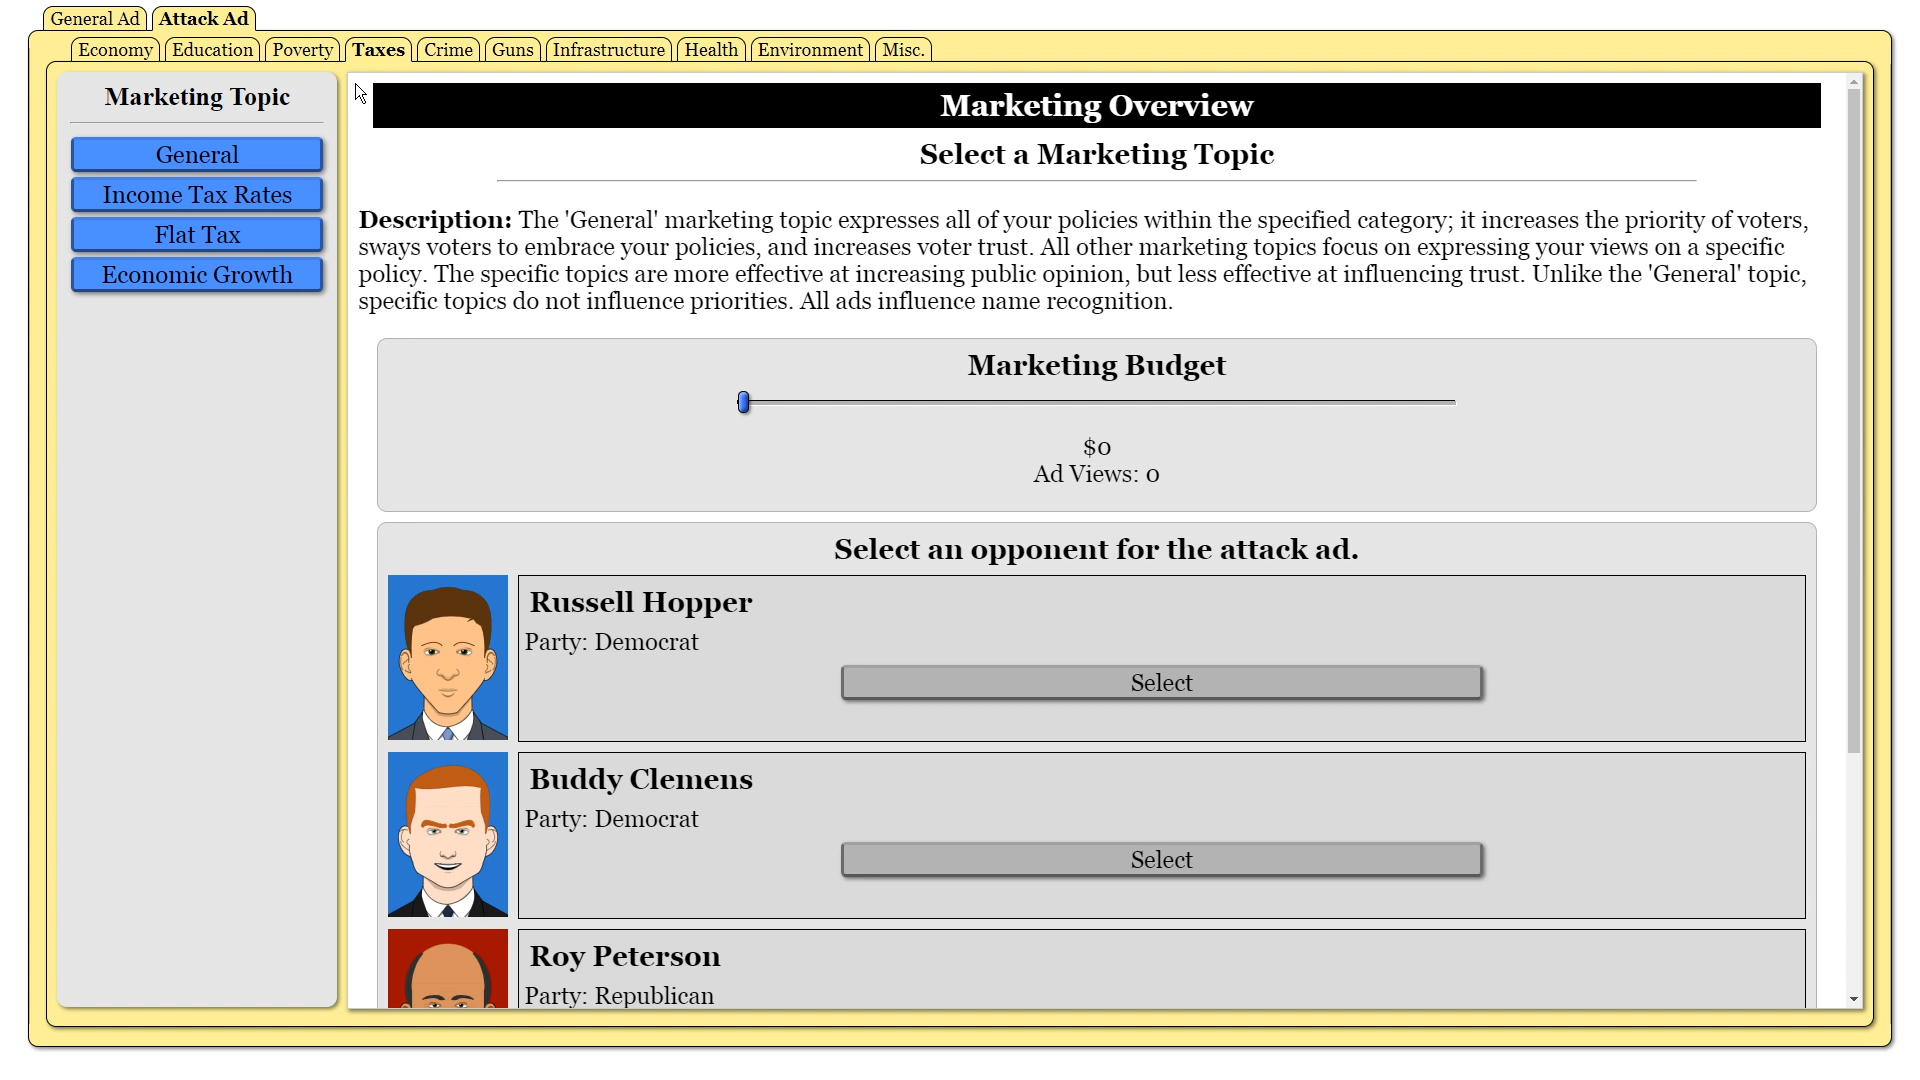 General Ad
Attack Ad
Economy
Education
Poverty
Taxes
Crime
Guns
Infrastructure
Health
Environment
Misc.
Marketing Topic
General
Income Tax Rates
Flat Tax
Economic Growth
Marketing Overview
Select a Marketing Topic
Description: The 'General' marketing topic expresses all of your policies within the specified category; it increases the priority of voters,
sways voters to embrace your policies, and increases voter trust. All other marketing topics focus on expressing your views on a specific
policy. The specific topics are more effective at increasing public opinion, but less effective at influencing trust. Unlike the 'General' topic,
specific topics do not influence priorities. All ads influence name recognition.
Marketing Budget
$0
Ad Views: 0
Select an opponent for the attack ad.
Russell Hopper
Party: Democrat
Select
Buddy Clemens
Party: Democrat
Select
Roy Peterson
Party: Republican